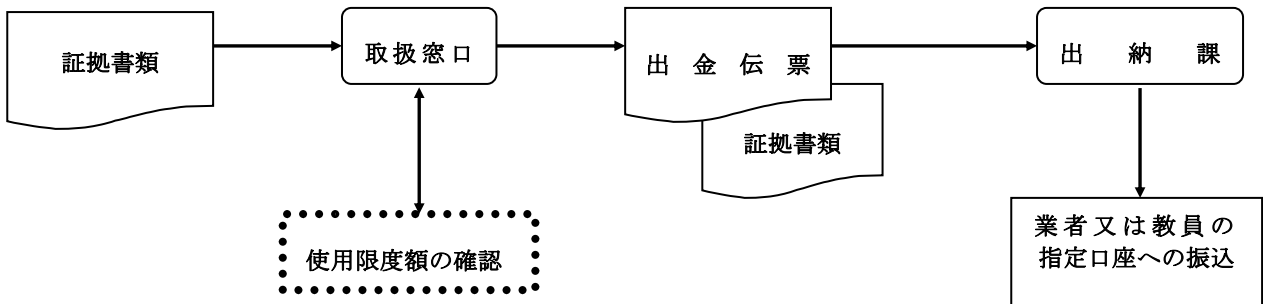 証拠書類
取扱窓口
出金伝票
出納課
証拠書類
使用限度額の確認
業者又は教員の
指定口座への振込